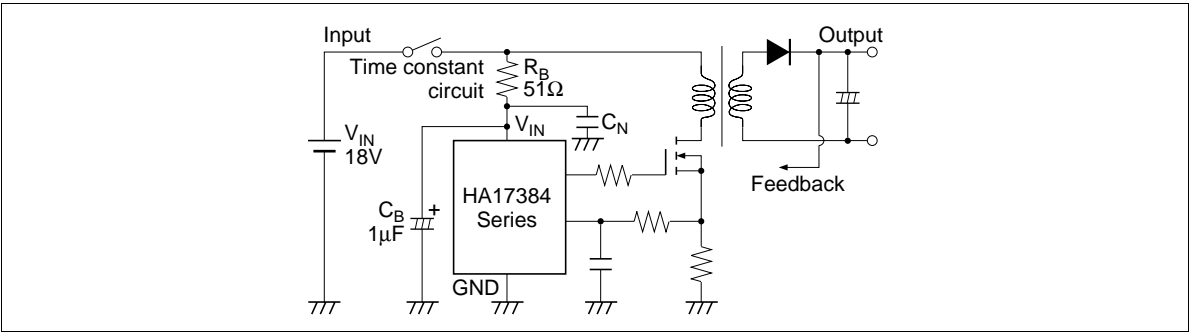 Input
Output
Time constant
circuit
R_B
51Ω
C_N
V_IN
V_IN
18V
Feedback
HA17384
Series
C_B
+
1μF
GND